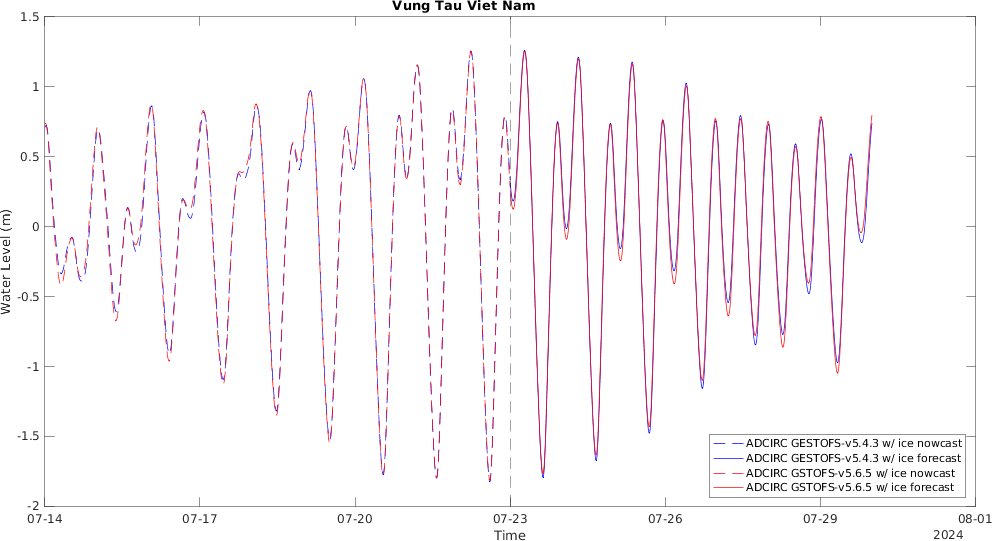 Vung Tau Viet Nam
1.5
1
0.5
0
-0.5
-1
-1.5
-2
Water Level (m)
07-14 07-17 07-20 07-23 07-26 07-29 08-01
Time
2024
ADCIRC GESTOFS-v5.4.3 w/ ice nowcast
ADCIRC GESTOFS-v5.4.3 w/ ice forecast
ADCIRC GSTOFS-v5.6.5 w/ ice nowcast
ADCIRC GSTOFS-v5.6.5 w/ ice forecast